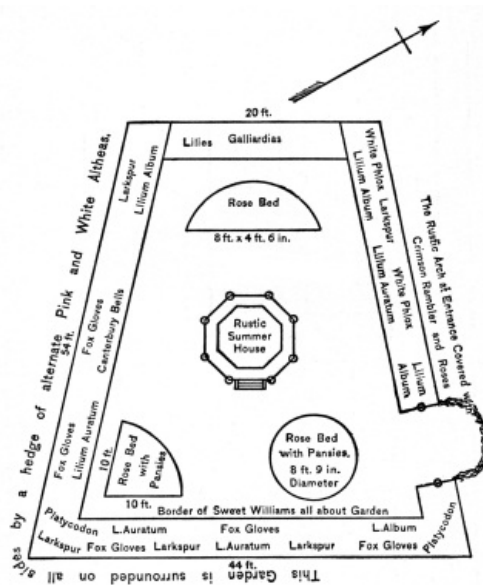 20 ft.
Lilies Galliardias
Larkspur
Lilium Album
White Phlox Larkspur
Lilium Album
Rose Bed
8 ft. x 4 ft. 6 in.
This Garden is surrounded on all
sides by a hedge of alternate Pink and White Altheas.
54 ft.
The Rustic Arch at Entrance Covered with
Crimson Rambler and Roses
Fox Gloves
Canterbury Bells
White Phlox
Lilium Auratum
Rustic
Summer
House
Lilium
Album
Fox Gloves
Lilium Auratum
10 ft.
Rose Bed
with
Pansies
10 ft.
Rose Bed
with Pansies,
8 ft. 9 in.
Diameter
Border of Sweet Williams all about Garden
Platycodon L.Auratum Fox Gloves L.Album
Larkspur Fox Gloves Larkspur L.Auratum Larkspur Fox Gloves Platycodon
44 ft.